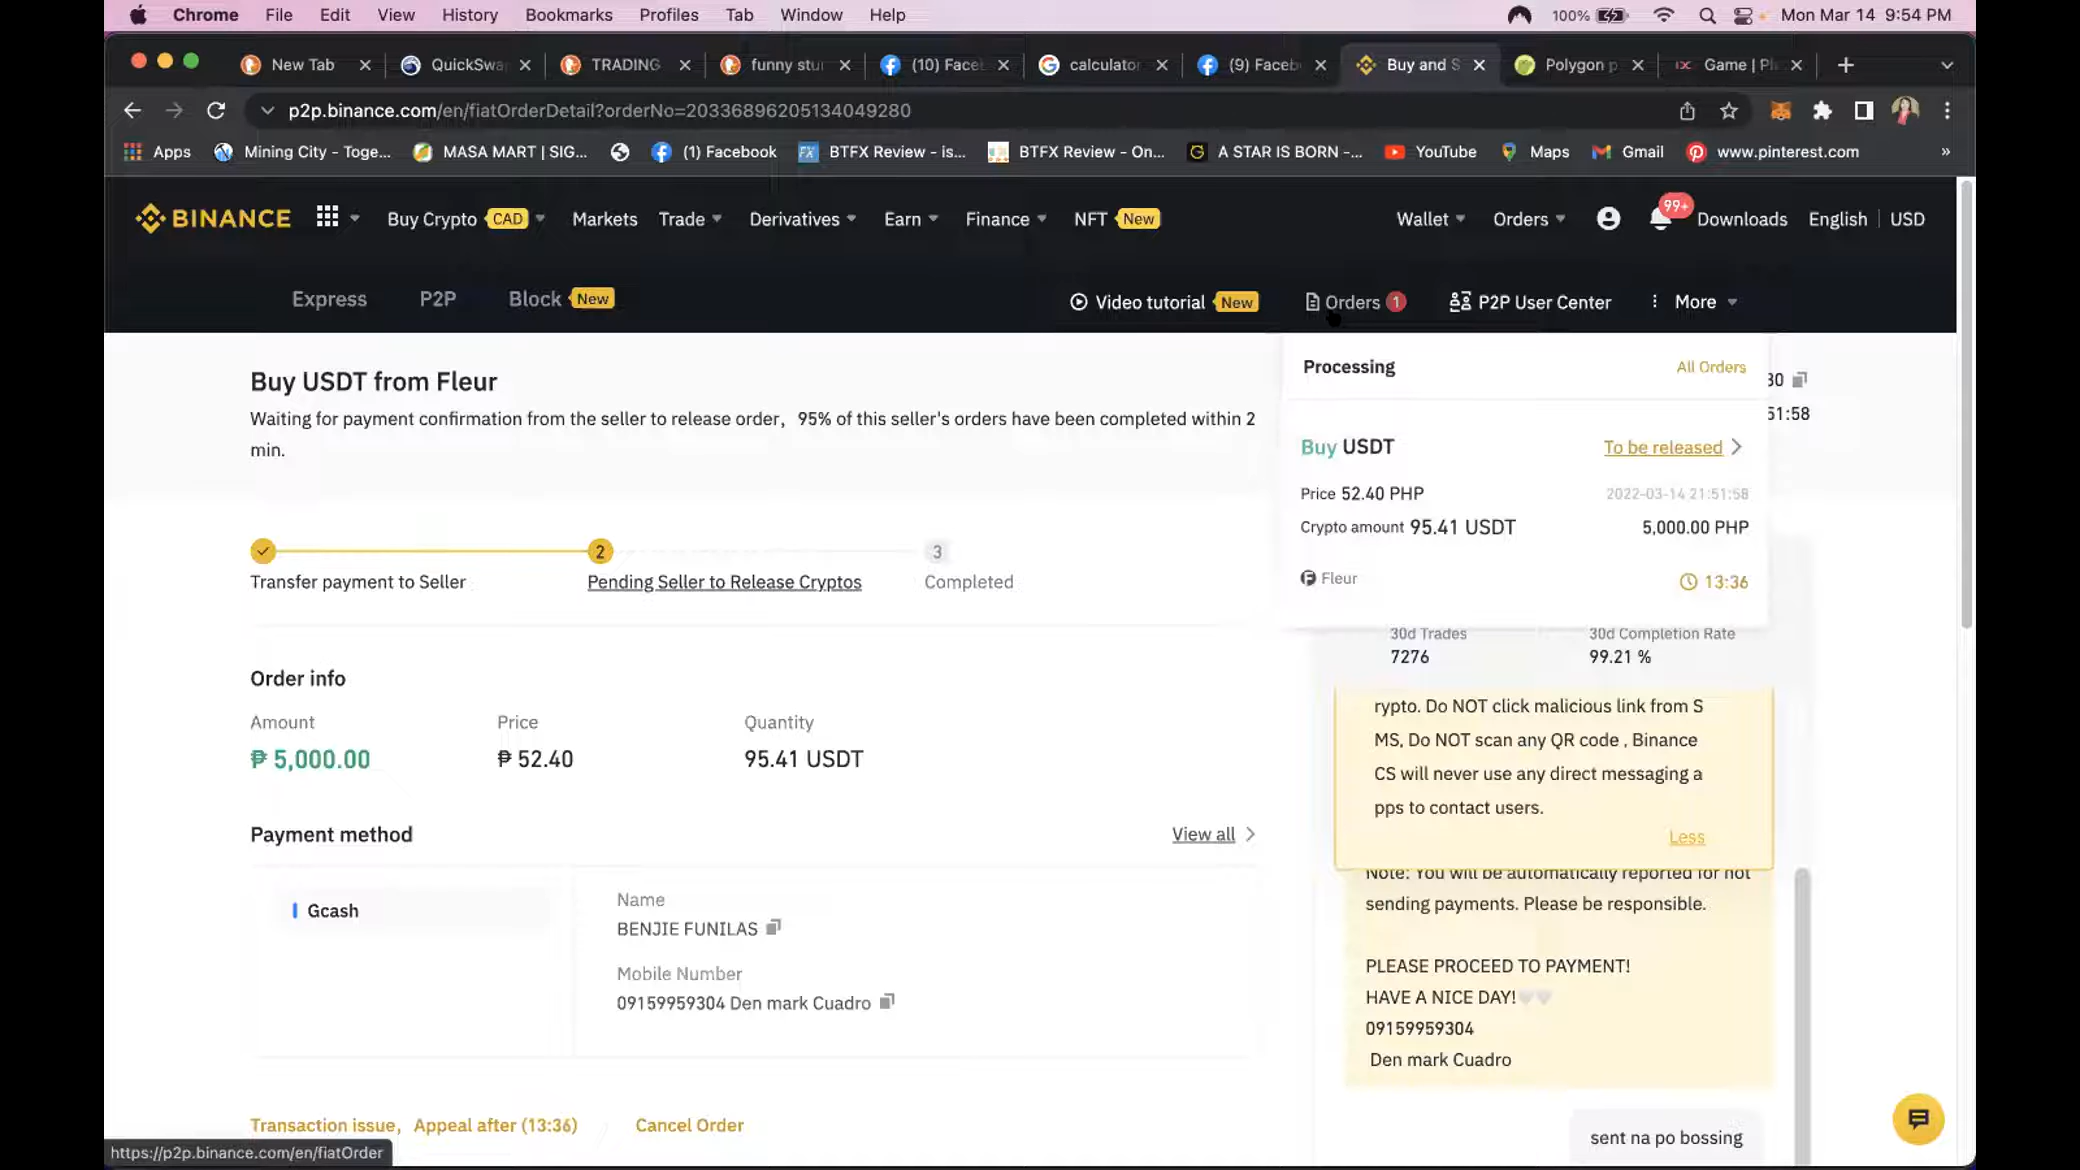 Chrome File Edit View History Bookmarks Profiles Tab Window Help 100% Mon Mar 14 9:54 PM
New Tab QuickSwa TRADING funny stu (10) Face calculator (9) Faceb Buy and S Polygon p Game | Pl
p2p.binance.com/en/fiatOrderDetail?orderNo=20336896205134049280
Apps Mining City - Toge... MASA MART | SIG... (1) Facebook BTFX Review - is... BTFX Review - On... A STAR IS BORN -... YouTube Maps Gmail www.pinterest.com »
BINANCE Buy Crypto CAD Markets Trade Derivatives Earn Finance NFT New Wallet Orders 99+ Downloads English USD
Express P2P Block New Video tutorial New Orders 1 P2P User Center More
Buy USDT from Fleur
Waiting for payment confirmation from the seller to release order, 95% of this seller's orders have been completed within 2
min.
Processing All Orders
30
51:58
Buy USDT To be released
Price 52.40 PHP 2022-03-14 21:51:58
Crypto amount 95.41 USDT 5,000.00 PHP
Fleur 13:36
2 3
Transfer payment to Seller Pending Seller to Release Cryptos Completed
30d Trades 30d Completion Rate
7276 99.21 %
Order info
Amount Price Quantity
₱ 5,000.00 ₱ 52.40 95.41 USDT
Payment method View all
Gcash
Name
BENJIE FUNILAS
Mobile Number
09159959304 Den mark Cuadro
Transaction issue, Appeal after (13:36) Cancel Order
rypto. Do NOT click malicious link from S
MS, Do NOT scan any QR code , Binance
CS will never use any direct messaging a
pps to contact users.
Less
Note: You will be automatically reported for not
sending payments. Please be responsible.
PLEASE PROCEED TO PAYMENT!
HAVE A NICE DAY!
09159959304
Den mark Cuadro
sent na po bossing
https://p2p.binance.com/en/fiatOrder